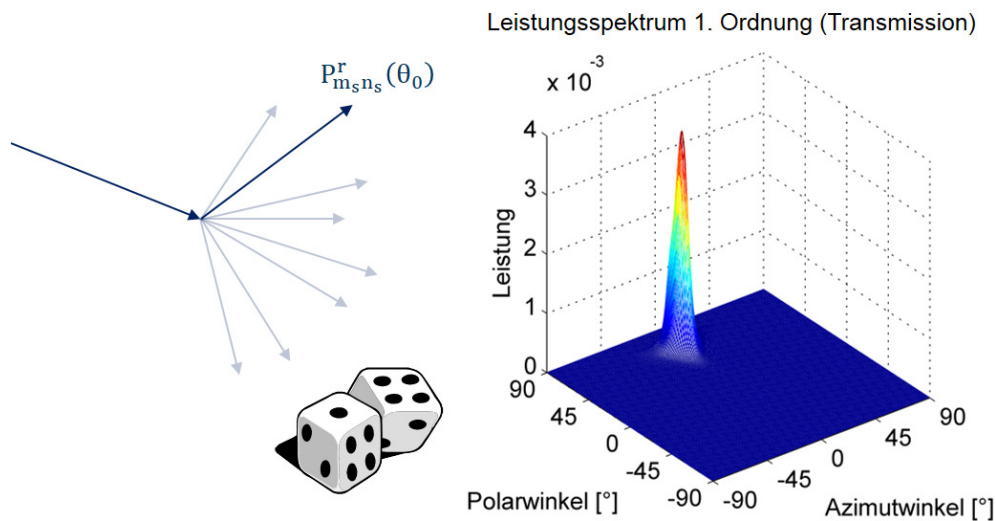 Leistungsspektrum 1. Ordnung (Transmission)
P^r_{m_s n_s}(θ_0)
x 10^-3
4
3
2
1
0
Leistung
90
45
0
-45
-90
Polarwinkel [°]
-90
-45
0
45
90
Azimutwinkel [°]